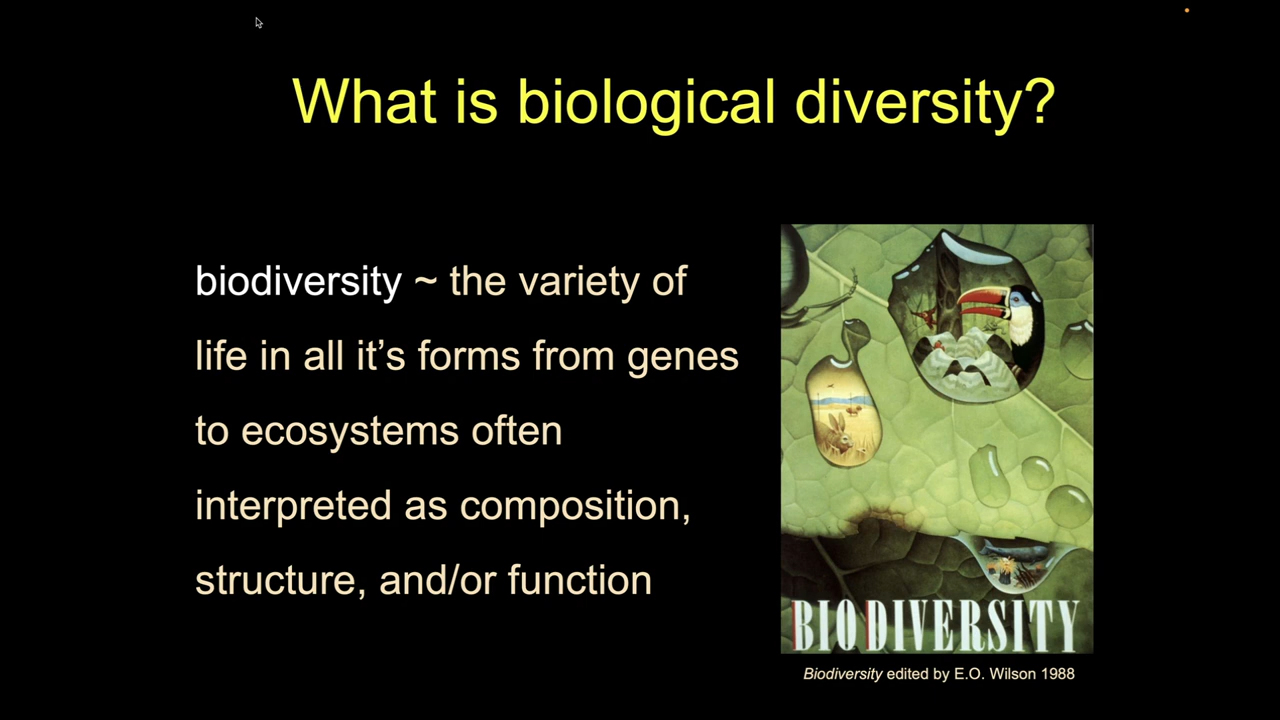 What is biological diversity?
biodiversity ~ the variety of
life in all it’s forms from genes
to ecosystems often
interpreted as composition,
structure, and/or function
BIODIVERSITY
Biodiversity edited by E.O. Wilson 1988